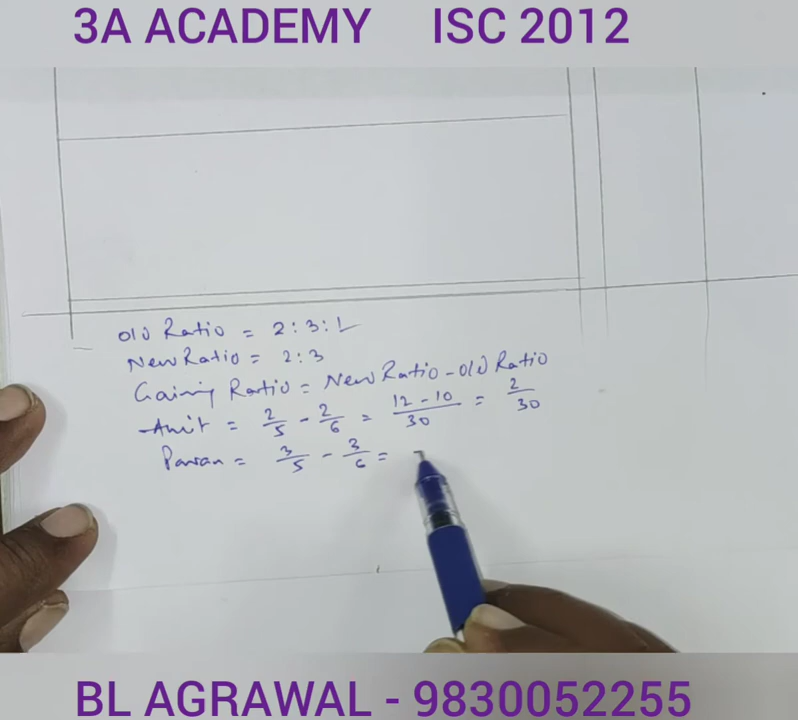 3A ACADEMY ISC 2012
Old Ratio = 2:3:1
New Ratio = 2:3
Gaining Ratio = New Ratio - Old Ratio
Amit = 2/5 - 2/6 = 12-10/30 = 2/30
Pawan = 3/5 - 3/6 =
BL AGRAWAL - 9830052255